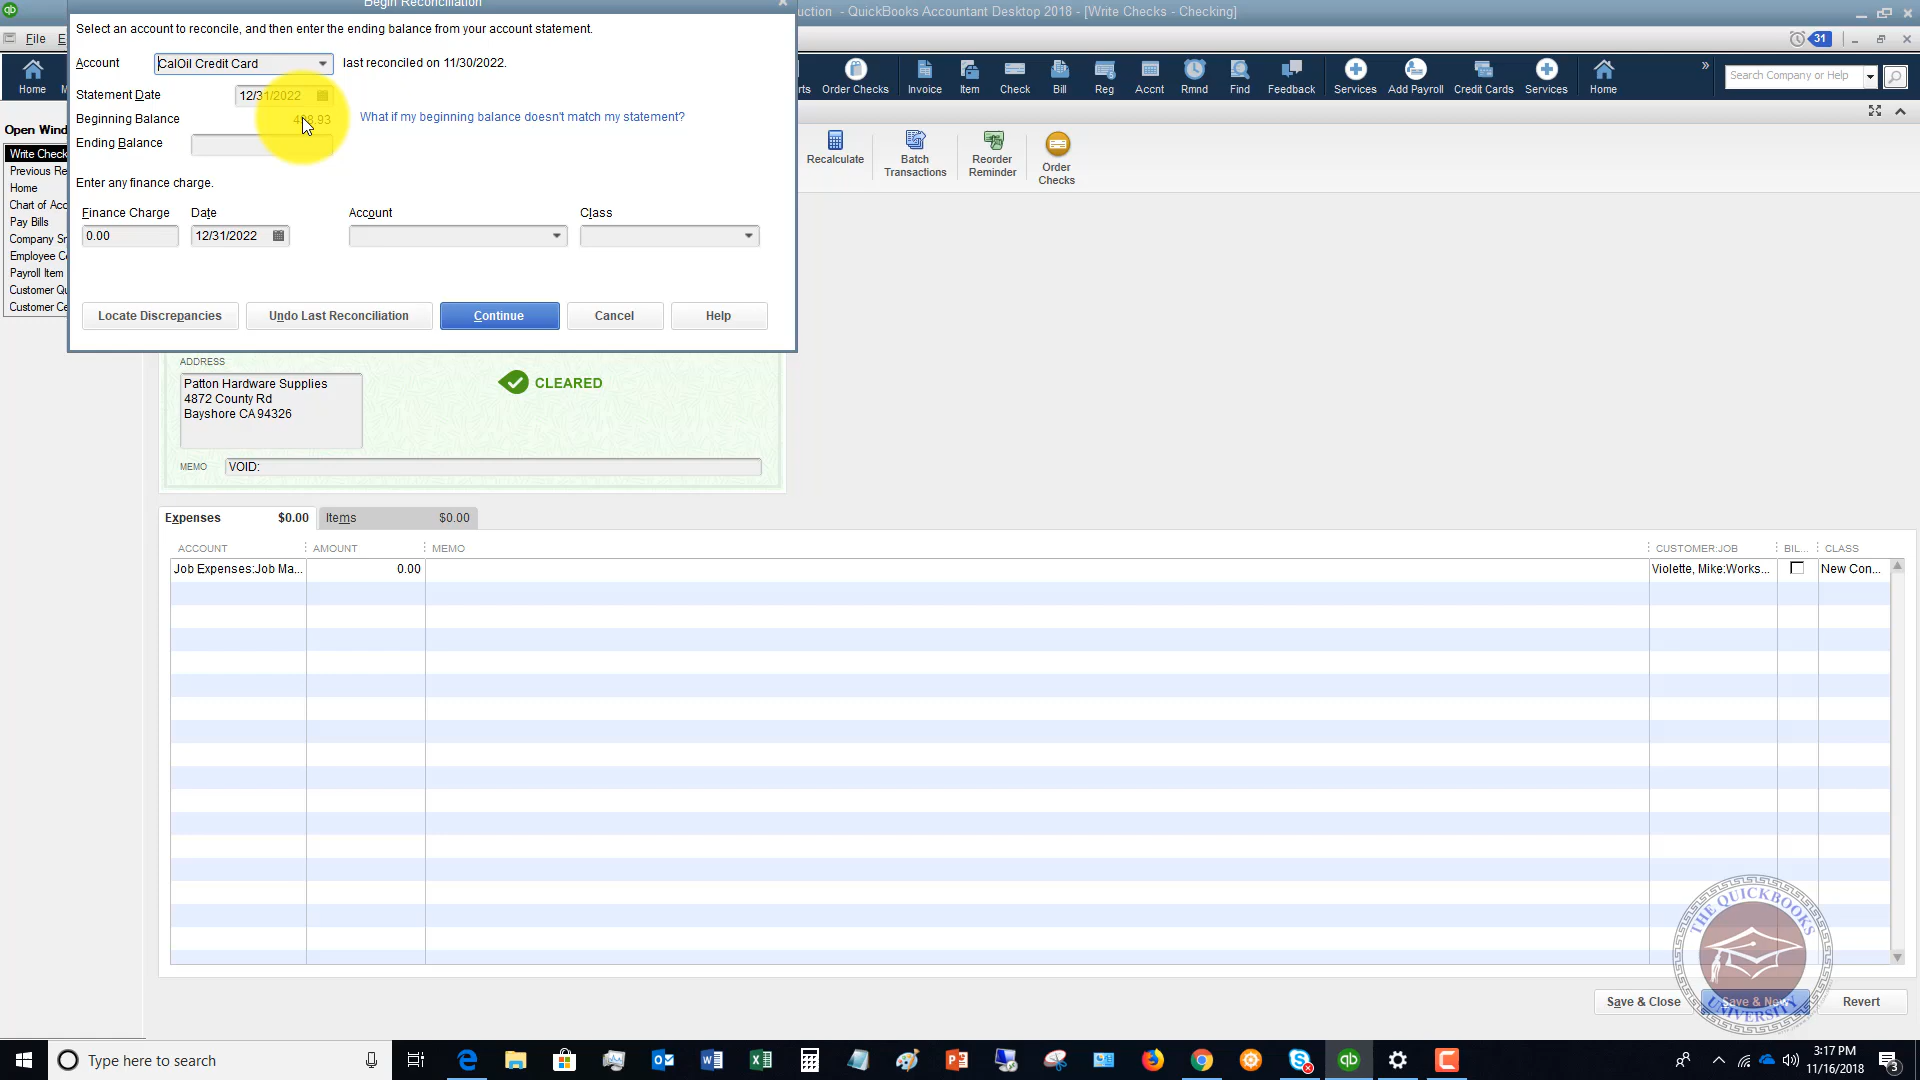 Begin Reconciliation
uction - QuickBooks Accountant Desktop 2018 - [Write Checks - Checking]
Select an account to reconcile, and then enter the ending balance from your account statement.
File
31
Account CalOil Credit Card last reconciled on 11/30/2022.
Home
rts Order Checks Invoice Item Check Bill Reg Accnt Rmnd Find Feedback Services Add Payroll Credit Cards Services Home
Search Company or Help
Statement Date 12/31/2022
Beginning Balance What if my beginning balance doesn't match my statement?
Ending Balance
Open Wind
Write Check
Previous Re
Home
Chart of Acc
Pay Bills
Company Sn
Employee Ce
Payroll Item
Customer Qu
Customer Ce
Recalculate
Batch Transactions
Reorder Reminder
Order Checks
Enter any finance charge.
Finance Charge Date Account Class
0.00 12/31/2022
Locate Discrepancies Undo Last Reconciliation Continue Cancel Help
ADDRESS
Patton Hardware Supplies
4872 County Rd
Bayshore CA 94326
CLEARED
MEMO VOID:
Expenses $0.00 Items $0.00
ACCOUNT AMOUNT MEMO CUSTOMER:JOB BIL... CLASS
Job Expenses:Job Ma... 0.00 Violette, Mike:Works... New Con...
THE QUICKBOOKS UNIVERSITY
Save & Close Save & New Revert
Type here to search
3:17 PM
11/16/2018
3